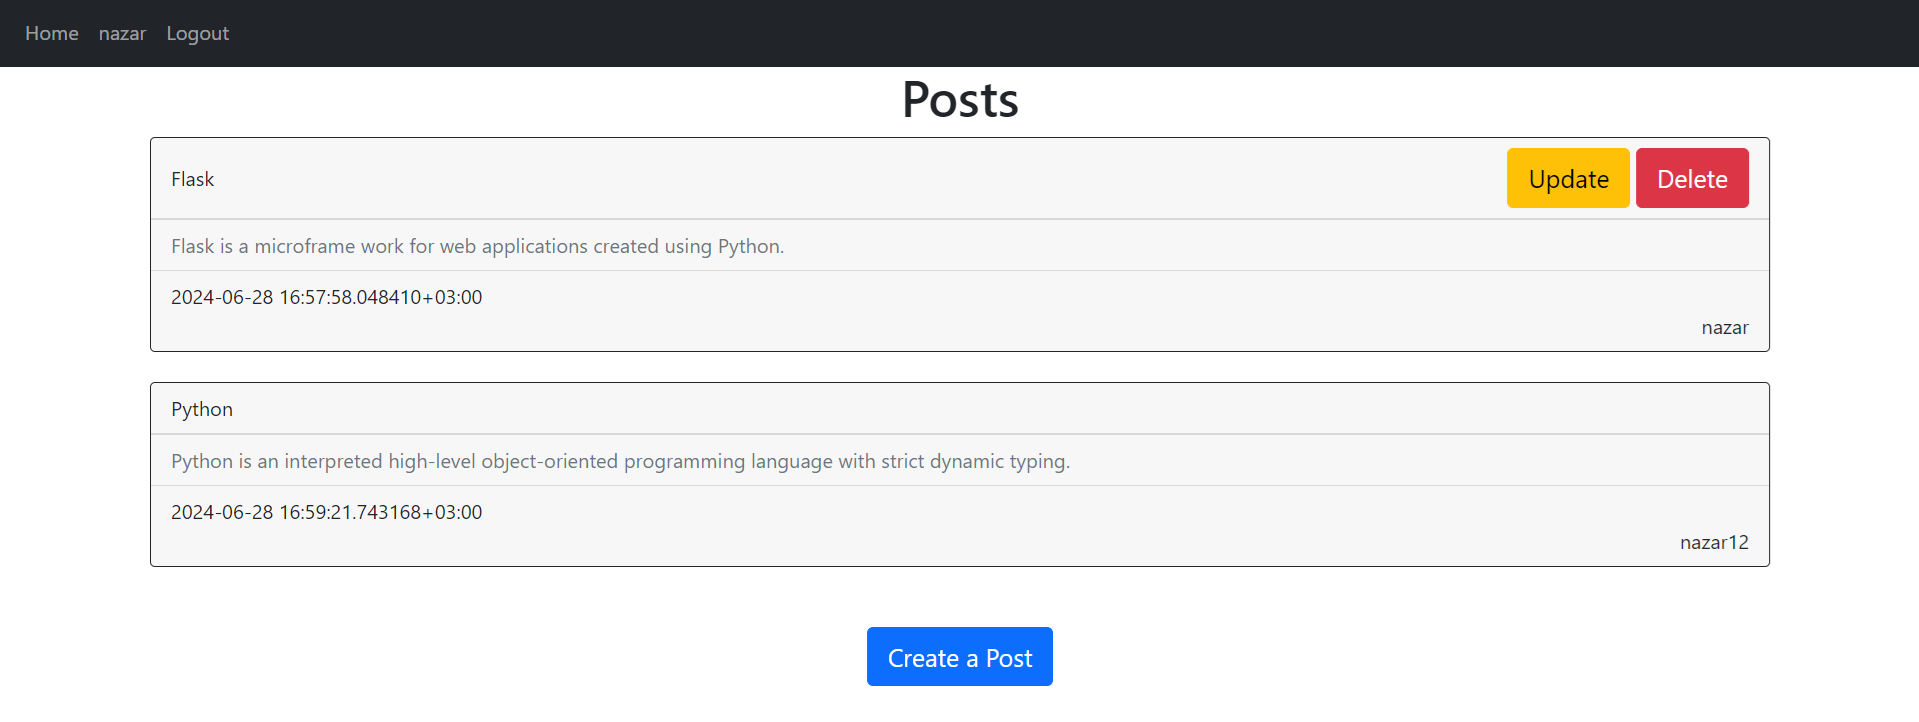 Home nazar Logout
Posts
Flask Update Delete
Flask is a microframe work for web applications created using Python.
2024-06-28 16:57:58.048410+03:00
nazar
Python
Python is an interpreted high-level object-oriented programming language with strict dynamic typing.
2024-06-28 16:59:21.743168+03:00
nazar12
Create a Post